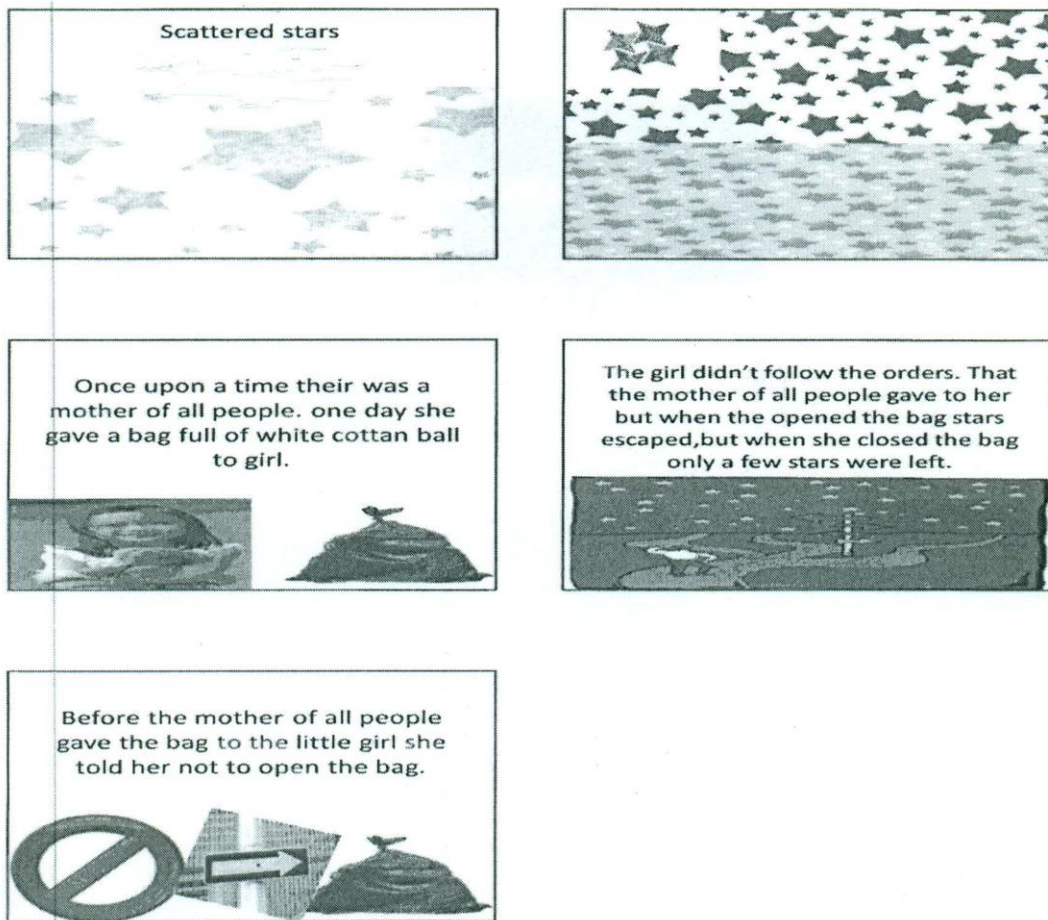 Scattered stars
Once upon a time their was a
mother of all people. one day she
gave a bag full of white cottan ball
to girl.
The girl didn't follow the orders. That
the mother of all people gave to her
but when the opened the bag stars
escaped,but when she closed the bag
only a few stars were left.
Before the mother of all people
gave the bag to the little girl she
told her not to open the bag.